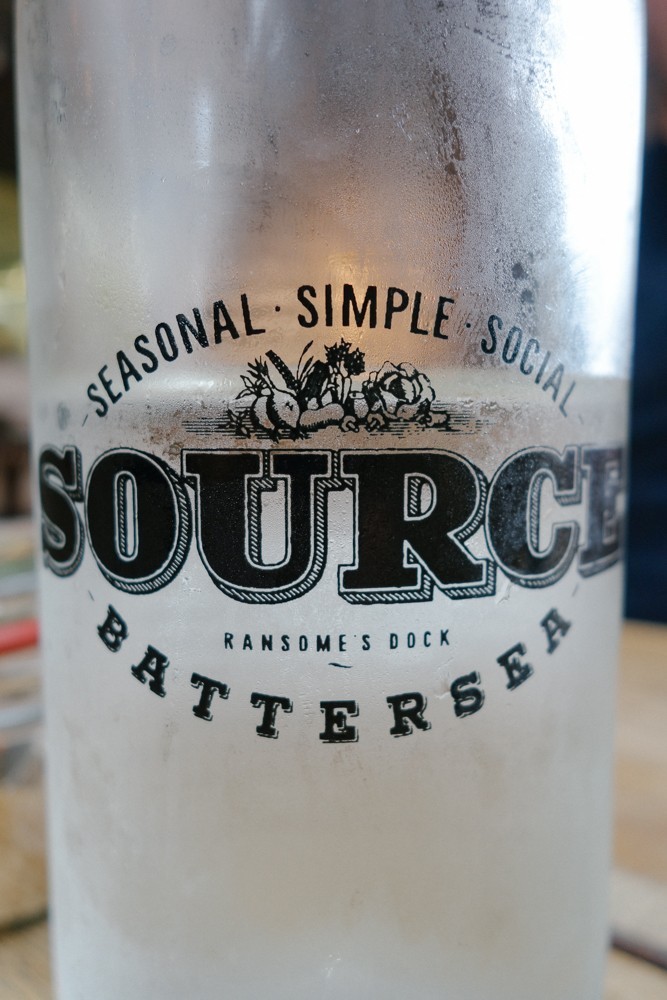 SEASONAL · SIMPLE · SOCIAL
SOURCE
RANSOME'S DOCK
BATTERSEA